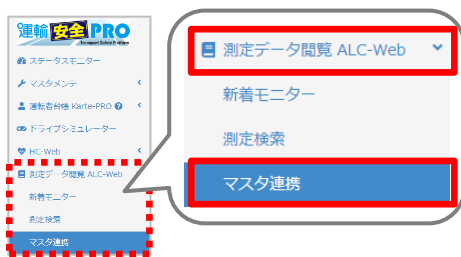 運輸安全PRO
Transport Safety Platform
ステータスモニター
マスタメンテ
運転者台帳 Karte-PRO
ドライブシミュレーター
HC-Web
測定データ閲覧 ALC-Web
新着モニター
測定検索
マスタ連携
測定データ閲覧 ALC-Web
新着モニター
測定検索
マスタ連携